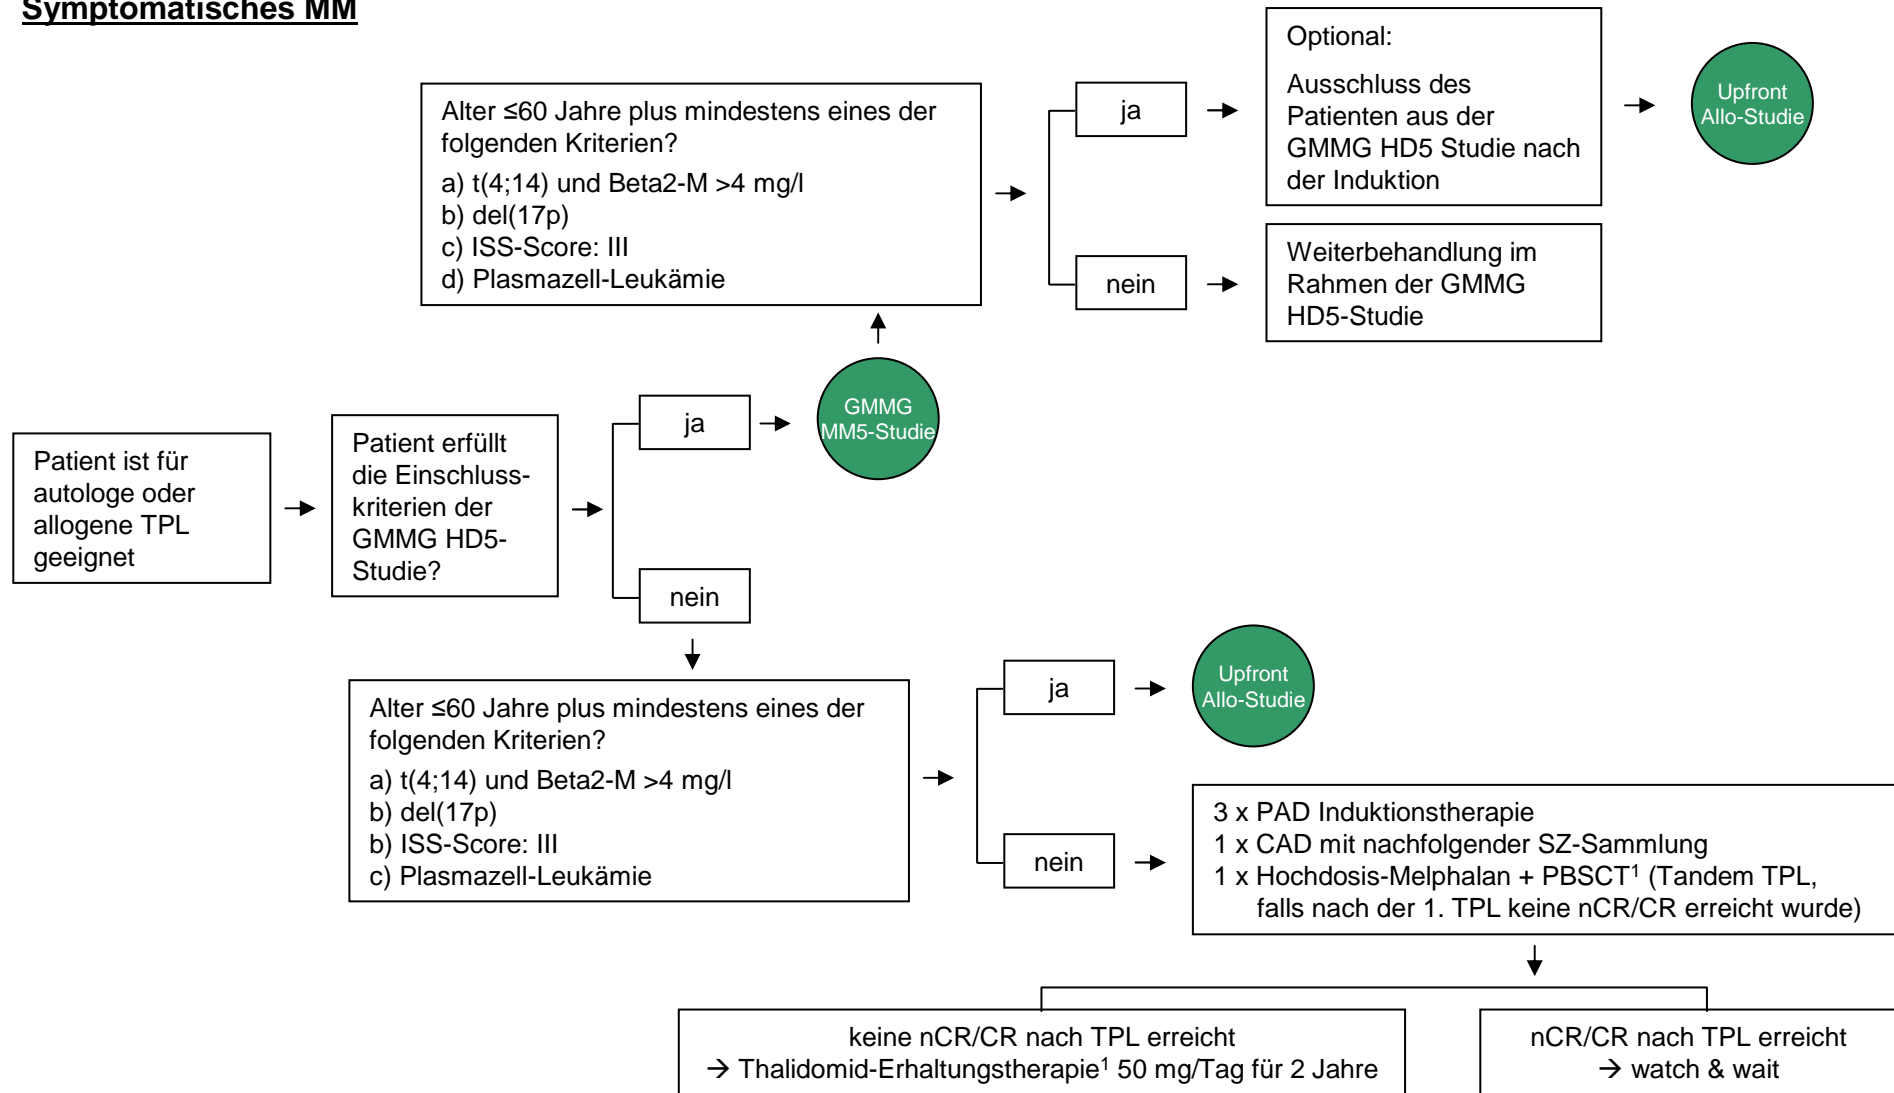 Symptomatisches MM
Optional:
Ausschluss des
Patienten aus der
GMMG HD5 Studie nach
der Induktion
Upfront
Allo-Studie
Alter ≤60 Jahre plus mindestens eines der
folgenden Kriterien?
a) t(4;14) und Beta2-M >4 mg/l
b) del(17p)
c) ISS-Score: III
d) Plasmazell-Leukämie
ja
nein
Weiterbehandlung im
Rahmen der GMMG
HD5-Studie
GMMG
MM5-Studie
Patient ist für
autologe oder
allogene TPL
geeignet
Patient erfüllt
die Einschluss-
kriterien der
GMMG HD5-
Studie?
ja
nein
Alter ≤60 Jahre plus mindestens eines der
folgenden Kriterien?
a) t(4;14) und Beta2-M >4 mg/l
b) del(17p)
b) ISS-Score: III
c) Plasmazell-Leukämie
ja
nein
Upfront
Allo-Studie
3 x PAD Induktionstherapie
1 x CAD mit nachfolgender SZ-Sammlung
1 x Hochdosis-Melphalan + PBSCT¹ (Tandem TPL,
falls nach der 1. TPL keine nCR/CR erreicht wurde)
keine nCR/CR nach TPL erreicht
→ Thalidomid-Erhaltungstherapie¹ 50 mg/Tag für 2 Jahre
nCR/CR nach TPL erreicht
→ watch & wait